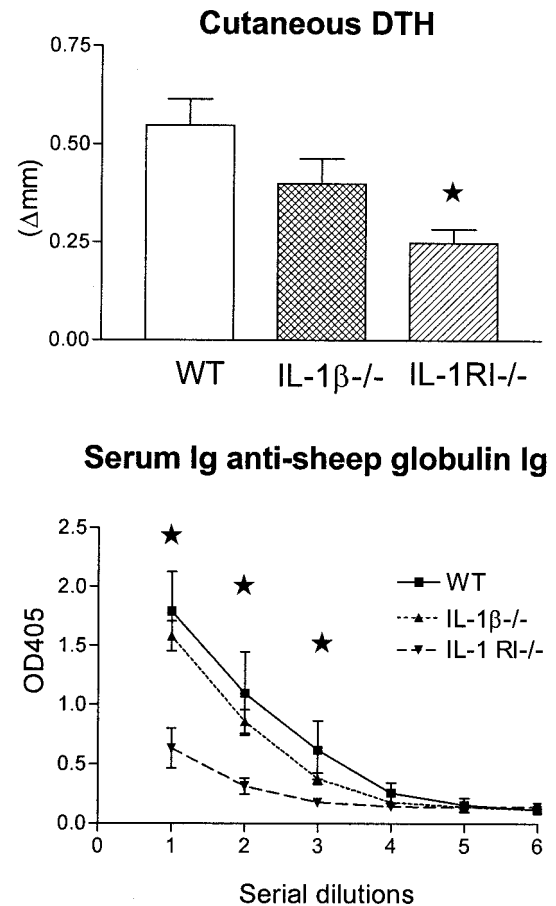 Cutaneous DTH
0.75
0.50
0.25
0.00
(Δmm)
WT IL-1β-/- IL-1RI-/-
Serum Ig anti-sheep globulin Ig
2.5
2.0
1.5
1.0
0.5
0.0
OD405
WT
IL-1β-/-
IL-1 RI-/-
0 1 2 3 4 5 6
Serial dilutions